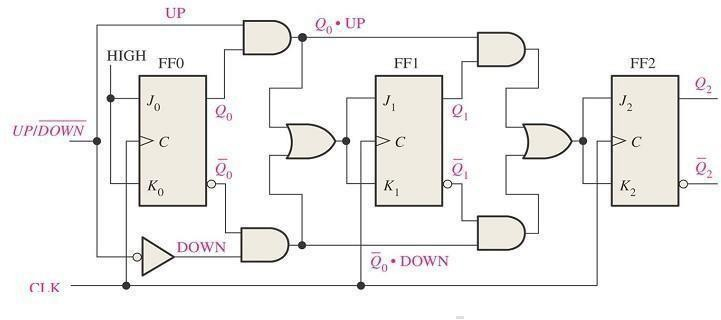 UP
Q₀ • UP
HIGH
FF0
FF1
FF2
J₀
Q₀
J₁
Q₁
J₂
Q₂
UP/D̅O̅W̅N̅
C
C
C
Q̅₀
Q̅₁
Q̅₂
K₀
K₁
K₂
DOWN
Q̅₀ • DOWN
CLK